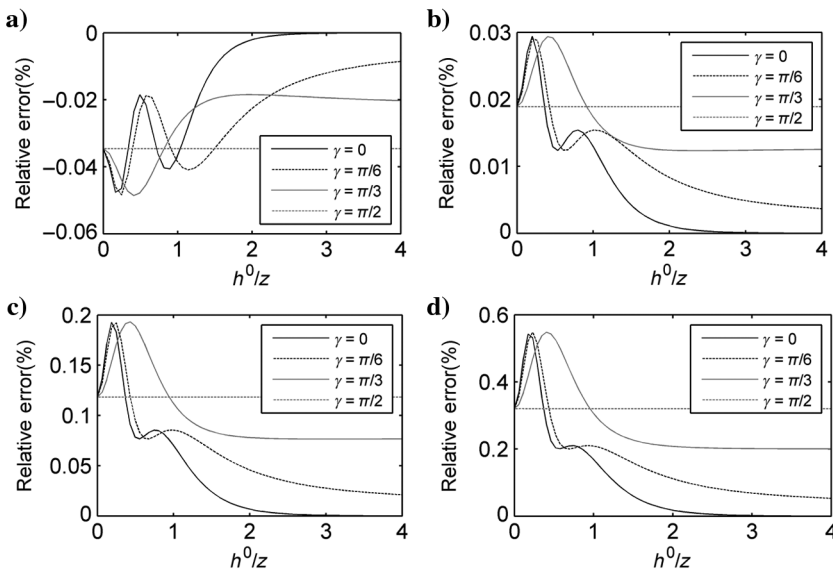 a)
Relative error(%)
0
−0.02
−0.04
−0.06
0 1 2 3 4
h⁰/z
γ = 0
γ = π/6
γ = π/3
γ = π/2
b)
Relative error(%)
0.03
0.02
0.01
0
0 1 2 3 4
h⁰/z
γ = 0
γ = π/6
γ = π/3
γ = π/2
c)
Relative error(%)
0.2
0.15
0.1
0.05
0
0 1 2 3 4
h⁰/z
γ = 0
γ = π/6
γ = π/3
γ = π/2
d)
Relative error(%)
0.6
0.4
0.2
0
0 1 2 3 4
h⁰/z
γ = 0
γ = π/6
γ = π/3
γ = π/2